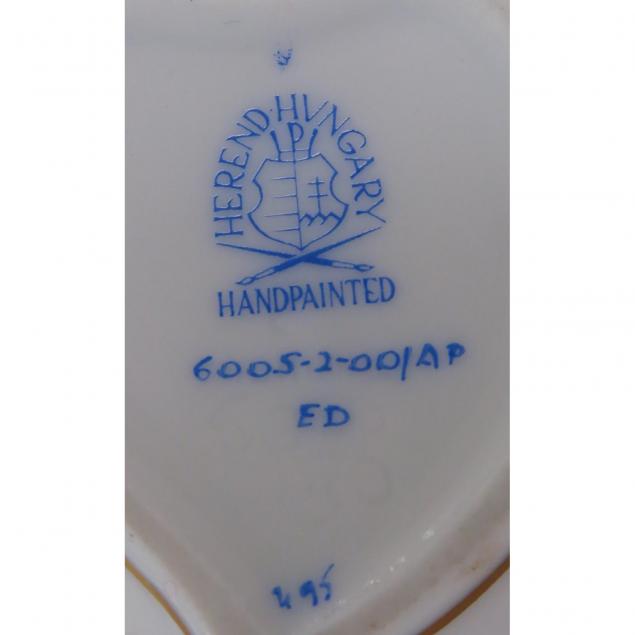 HEREND·HUNGARY
HANDPAINTED
6005-2-00/AP
ED